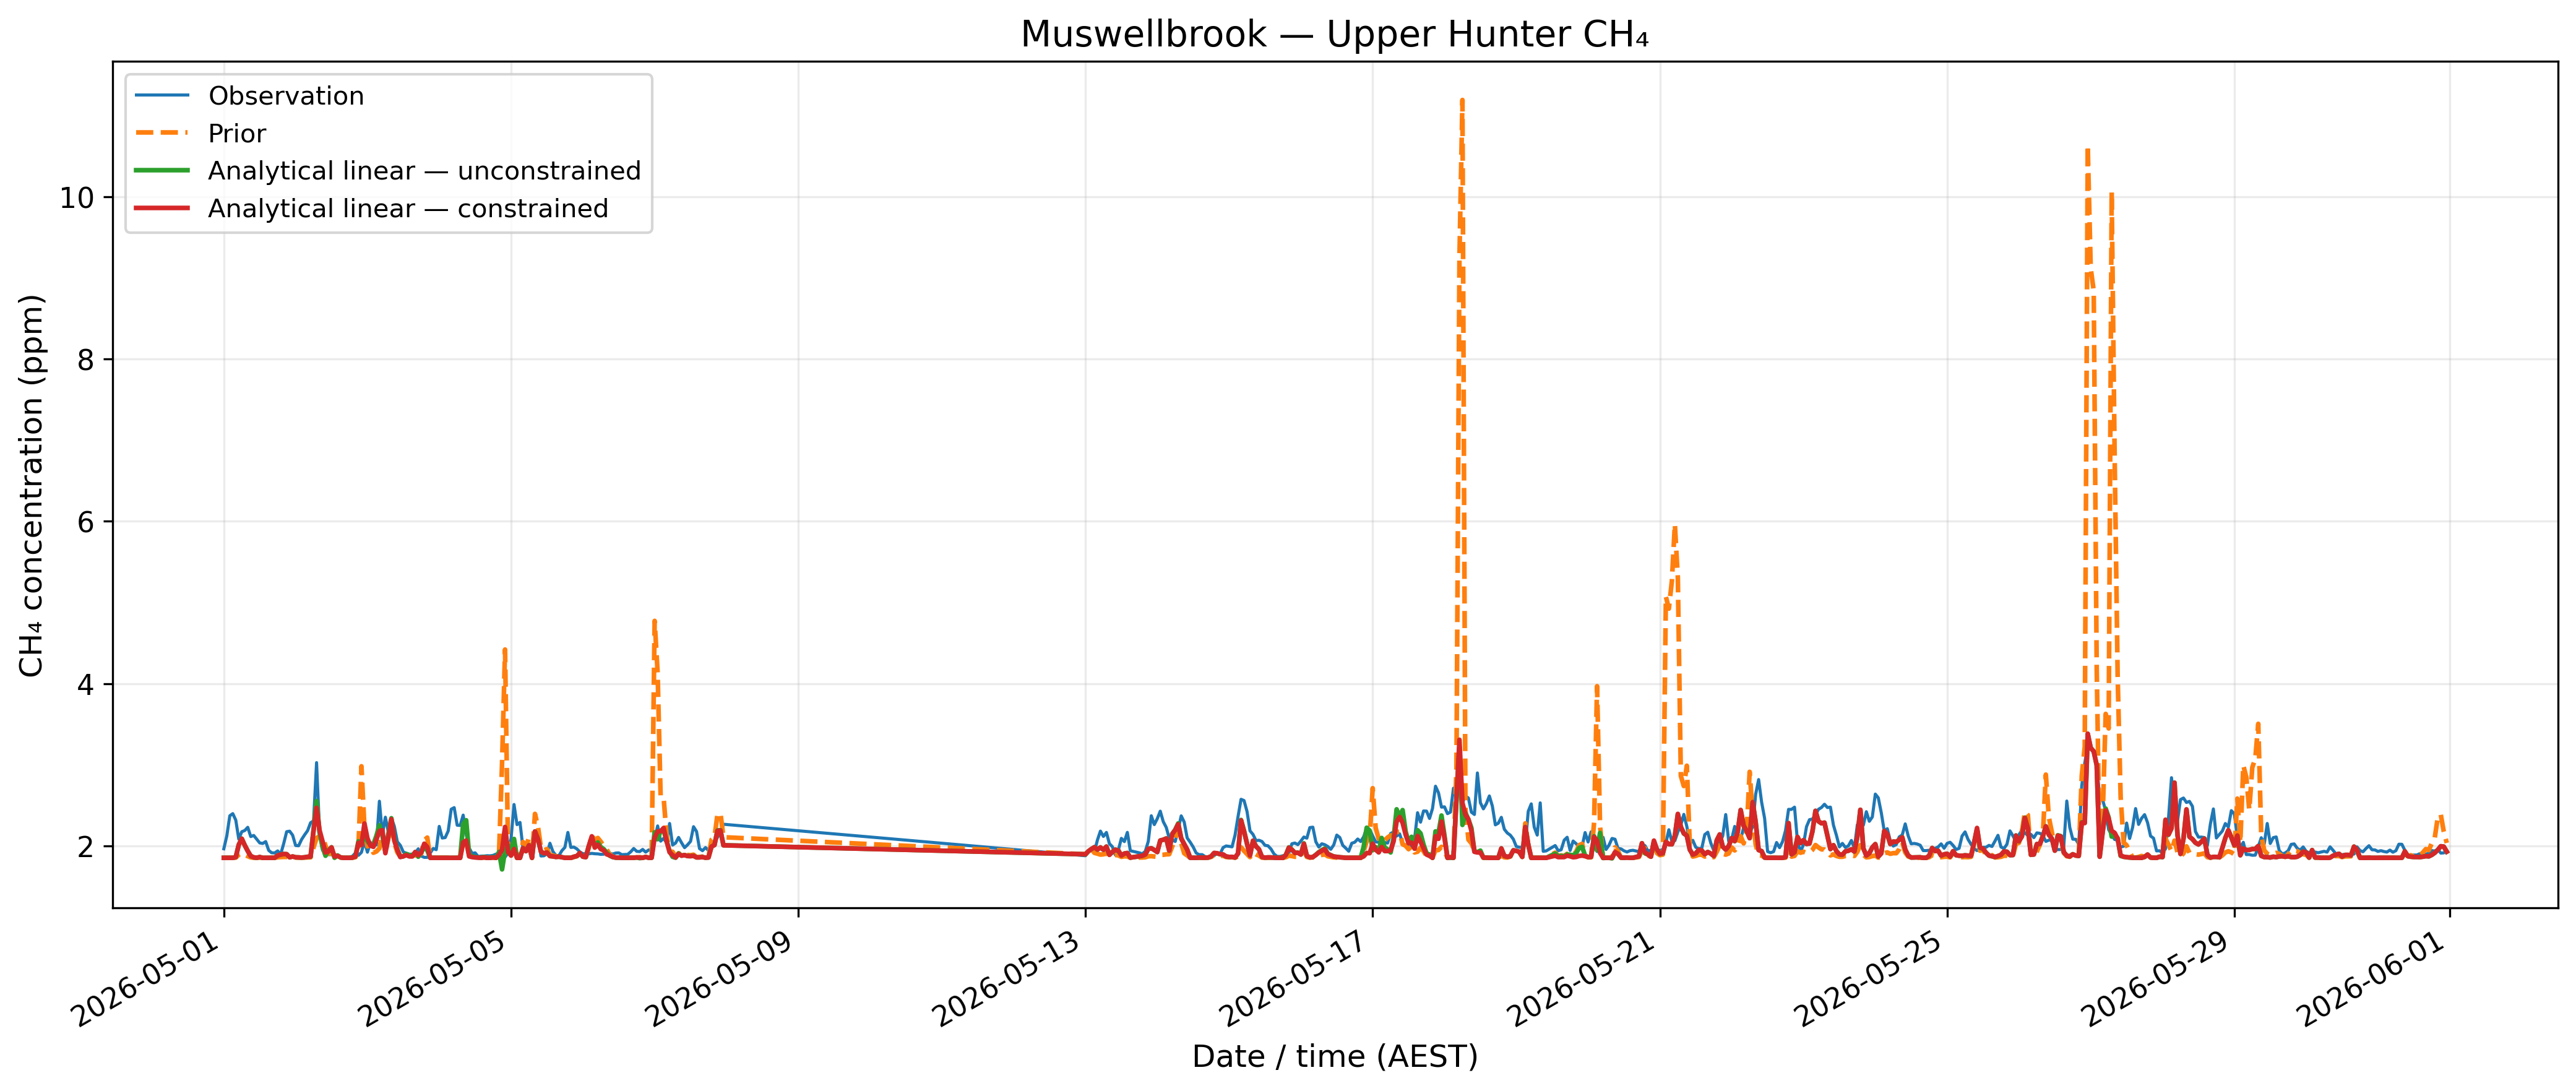 Muswellbrook — Upper Hunter CH₄
Observation
Prior
Analytical linear — unconstrained
Analytical linear — constrained
CH₄ concentration (ppm)
10
8
6
4
2
2026-05-01
2026-05-05
2026-05-09
2026-05-13
2026-05-17
2026-05-21
2026-05-25
2026-05-29
2026-06-01
Date / time (AEST)